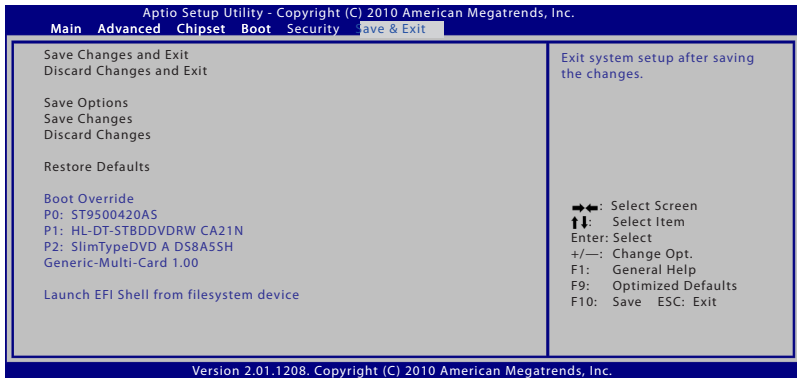 Aptio Setup Utility - Copyright (C) 2010 American Megatrends, Inc.
Main Advanced Chipset Boot Security Save & Exit
Save Changes and Exit
Discard Changes and Exit
Save Options
Save Changes
Discard Changes
Restore Defaults
Boot Override
P0: ST9500420AS
P1: HL-DT-STBDDVDRW CA21N
P2: SlimTypeDVD A DS8A5SH
Generic-Multi-Card 1.00
Launch EFI Shell from filesystem device
Exit system setup after saving
the changes.
→←: Select Screen
↑↓: Select Item
Enter: Select
+/—: Change Opt.
F1: General Help
F9: Optimized Defaults
F10: Save ESC: Exit
Version 2.01.1208. Copyright (C) 2010 American Megatrends, Inc.